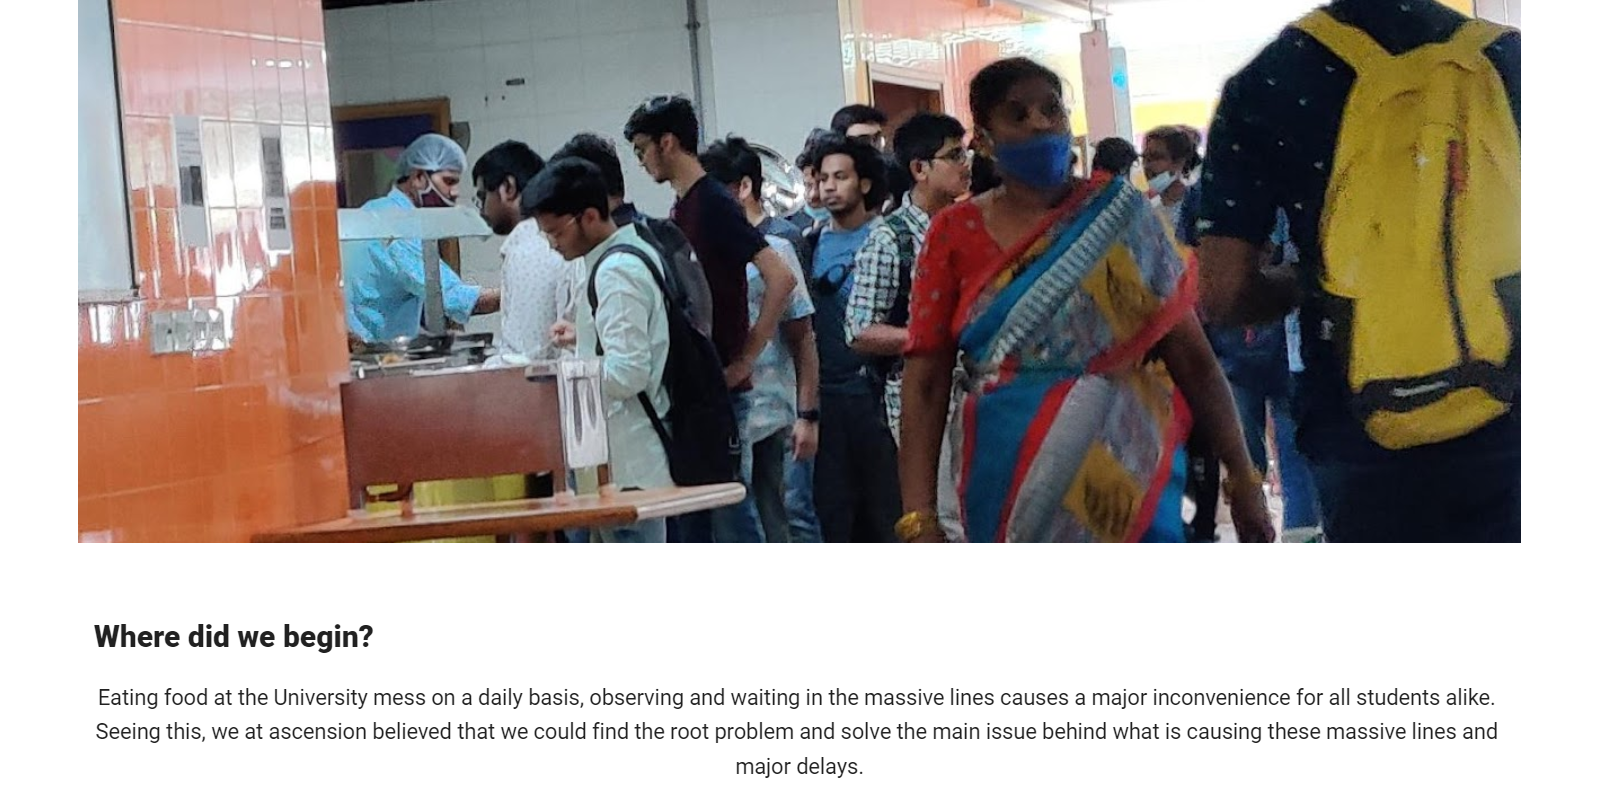 Where did we begin?
Eating food at the University mess on a daily basis, observing and waiting in the massive lines causes a major inconvenience for all students alike.
Seeing this, we at ascension believed that we could find the root problem and solve the main issue behind what is causing these massive lines and
major delays.